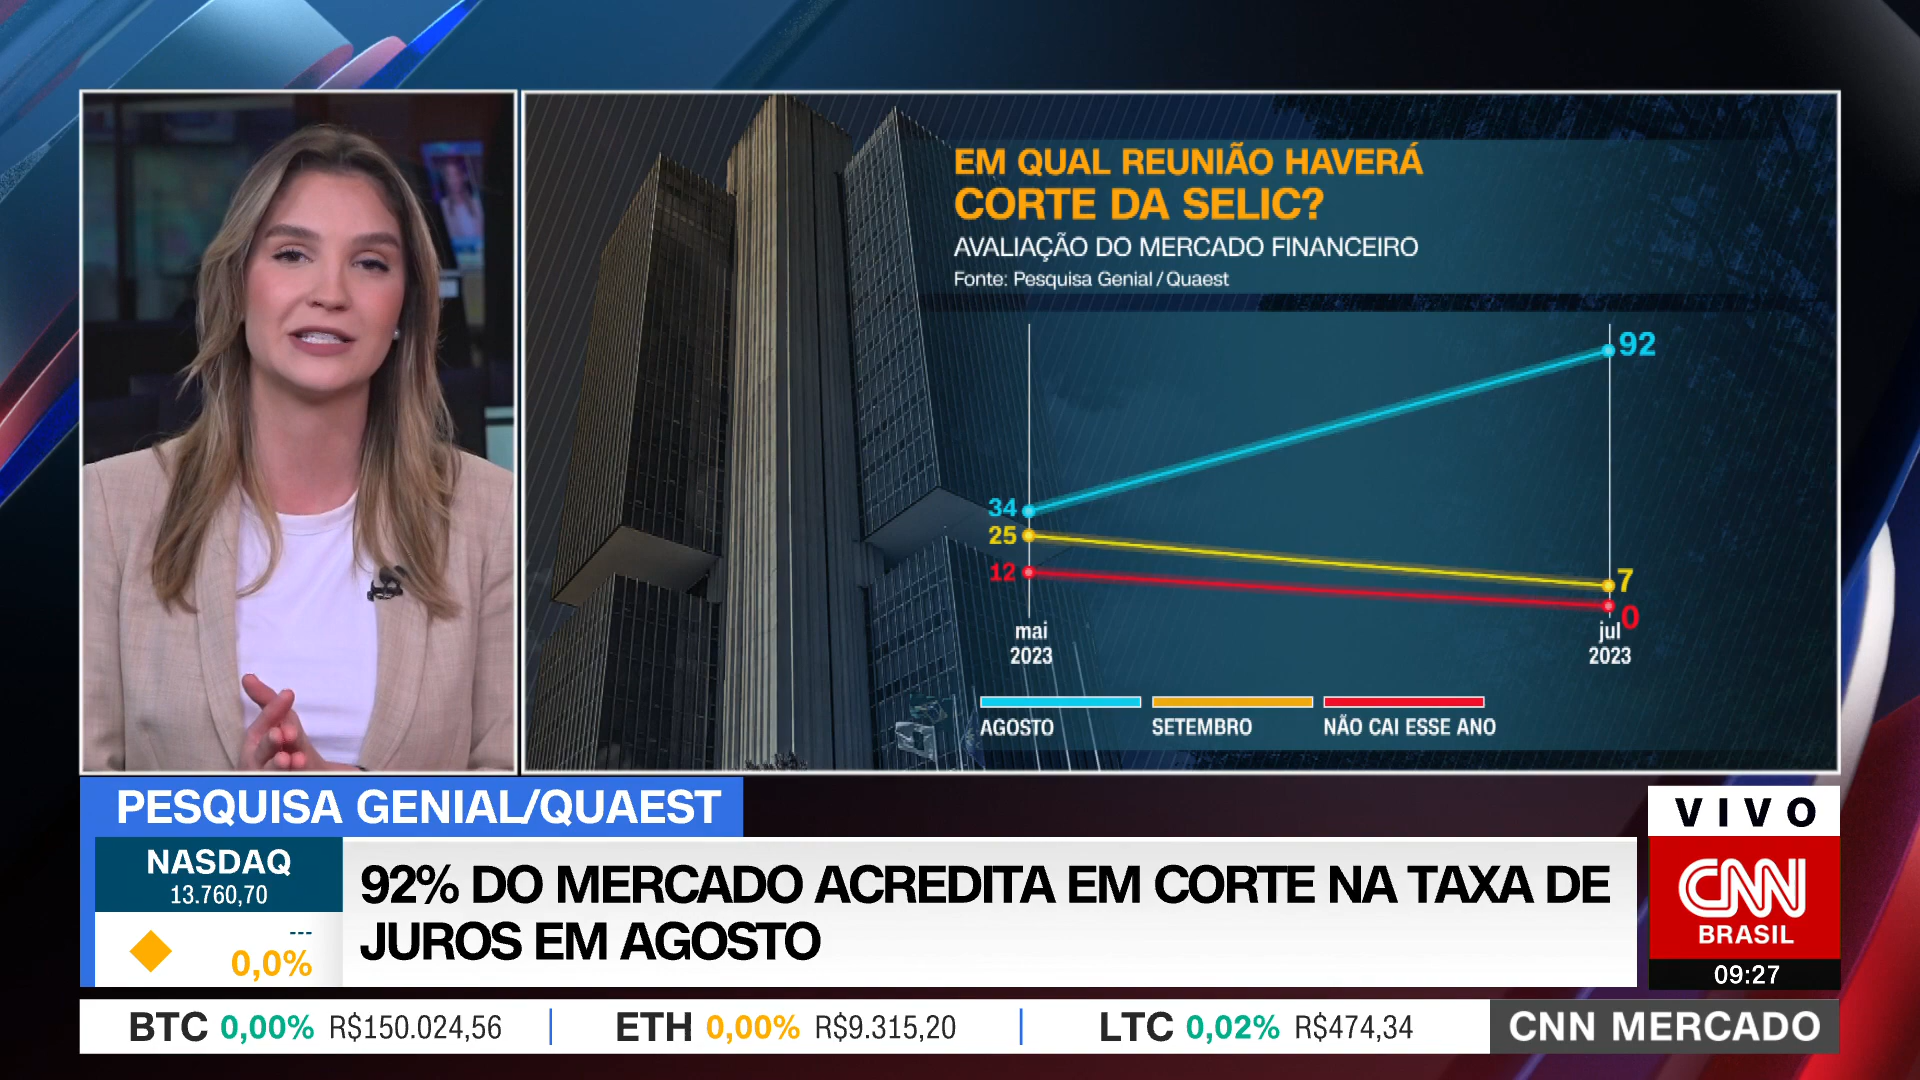 EM QUAL REUNIÃO HAVERÁ
CORTE DA SELIC?
AVALIAÇÃO DO MERCADO FINANCEIRO
Fonte: Pesquisa Genial/Quaest
92
34
25
12
7
0
mai
2023
jul
2023
AGOSTO
SETEMBRO
NÃO CAI ESSE ANO
PESQUISA GENIAL/QUAEST
NASDAQ
13.760,70
---
0,0%
92% DO MERCADO ACREDITA EM CORTE NA TAXA DE
JUROS EM AGOSTO
VIVO
CNN
BRASIL
09:27
BTC 0,00% R$150.024,56 ETH 0,00% R$9.315,20 LTC 0,02% R$474,34
CNN MERCADO